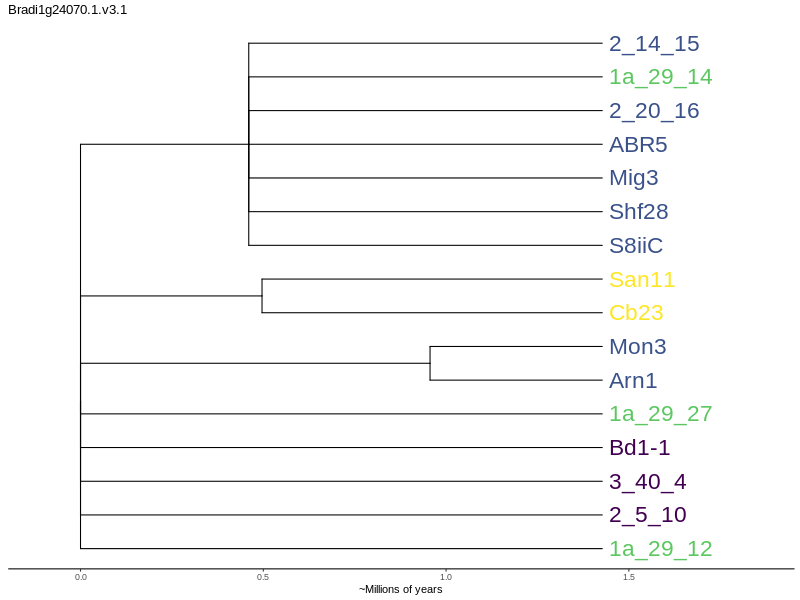 Bradi1g24070.1.v3.1
2_14_15
1a_29_14
2_20_16
ABR5
Mig3
Shf28
S8iiC
San11
Cb23
Mon3
Arn1
1a_29_27
Bd1-1
3_40_4
2_5_10
1a_29_12
0.0 0.5 1.0 1.5
~Millions of years